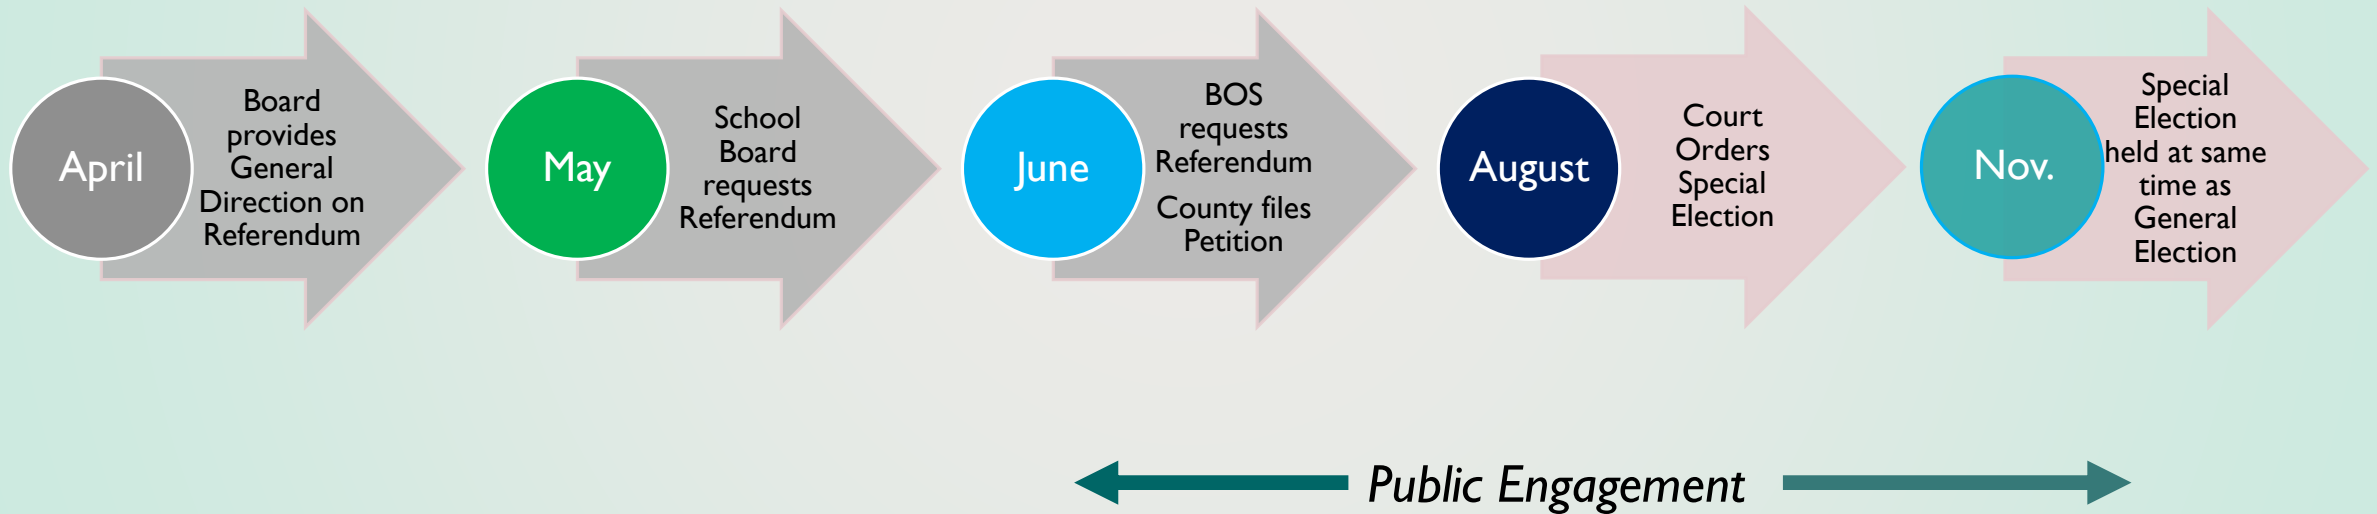 April
Board
provides
General
Direction on
Referendum
May
School
Board
requests
Referendum
June
BOS
requests
Referendum
County files
Petition
August
Court
Orders
Special
Election
Nov.
Special
Election
held at same
time as
General
Election
Public Engagement